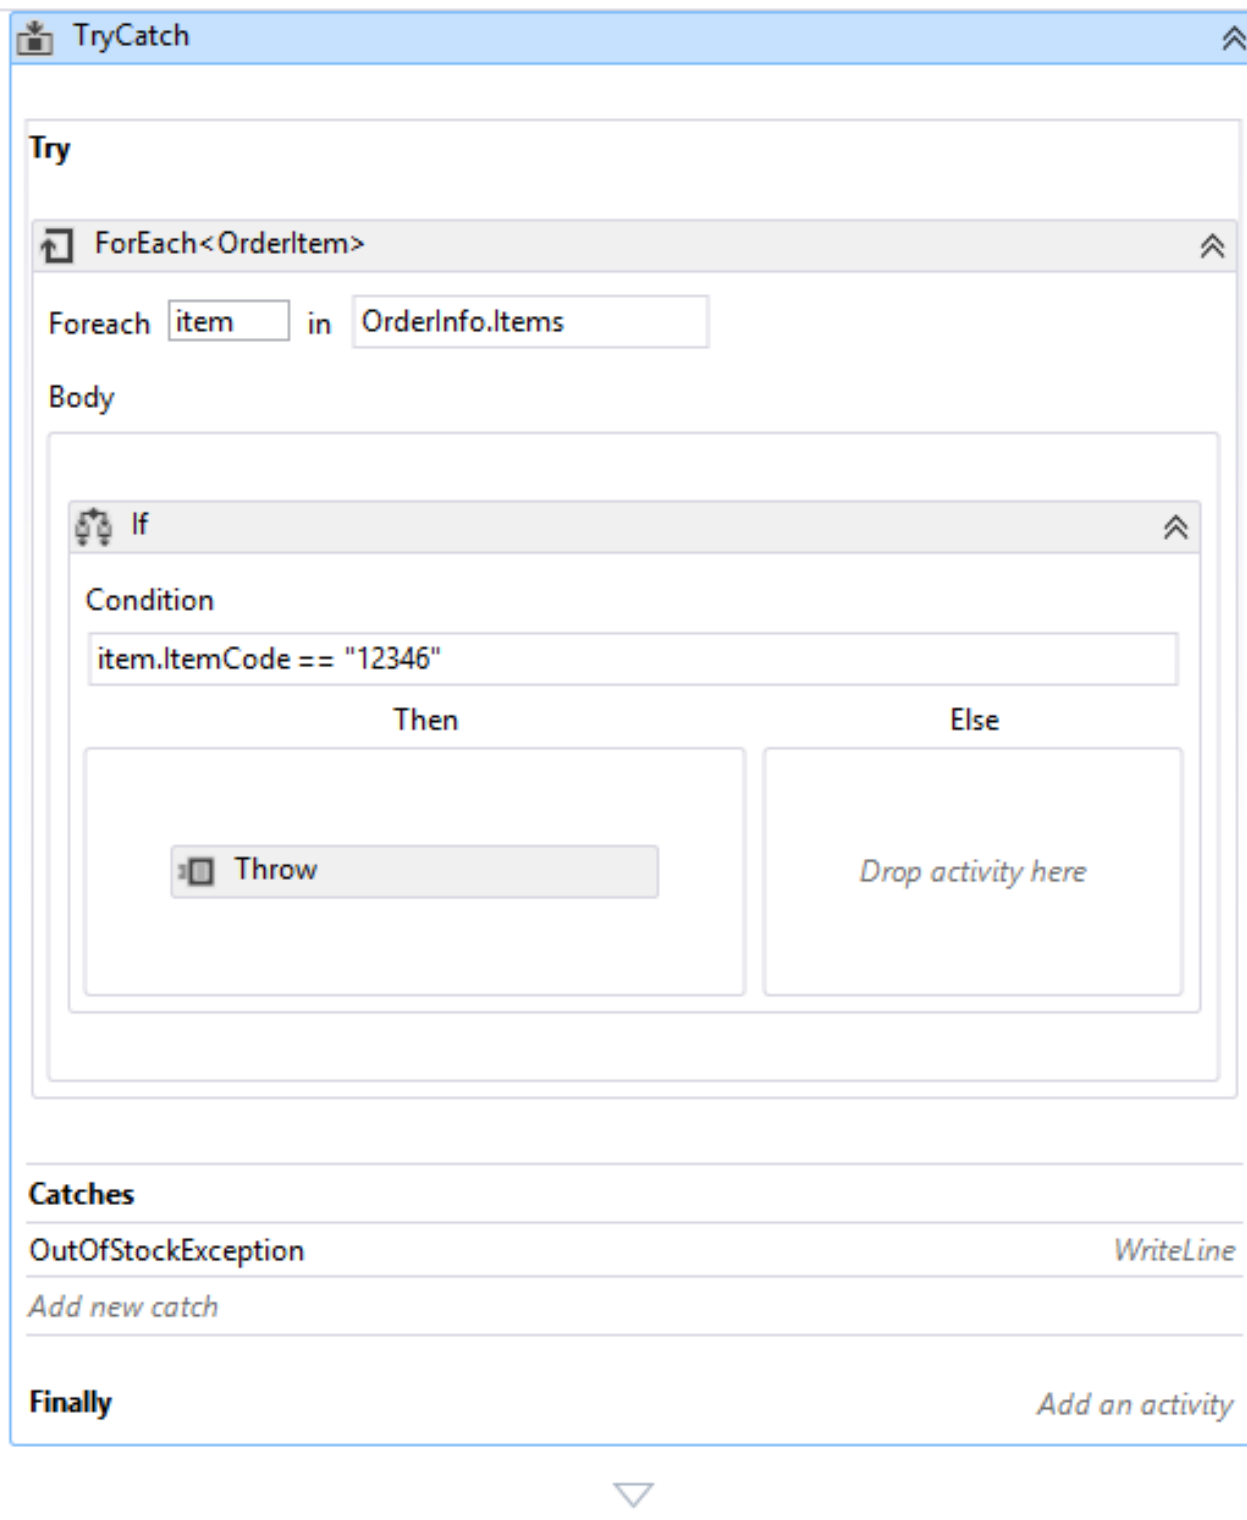 TryCatch
Try
ForEach<OrderItem>
Foreach item in OrderInfo.Items
Body
If
Condition
item.ItemCode == "12346"
Then Else
Throw Drop activity here
Catches
OutOfStockException WriteLine
Add new catch
Finally Add an activity